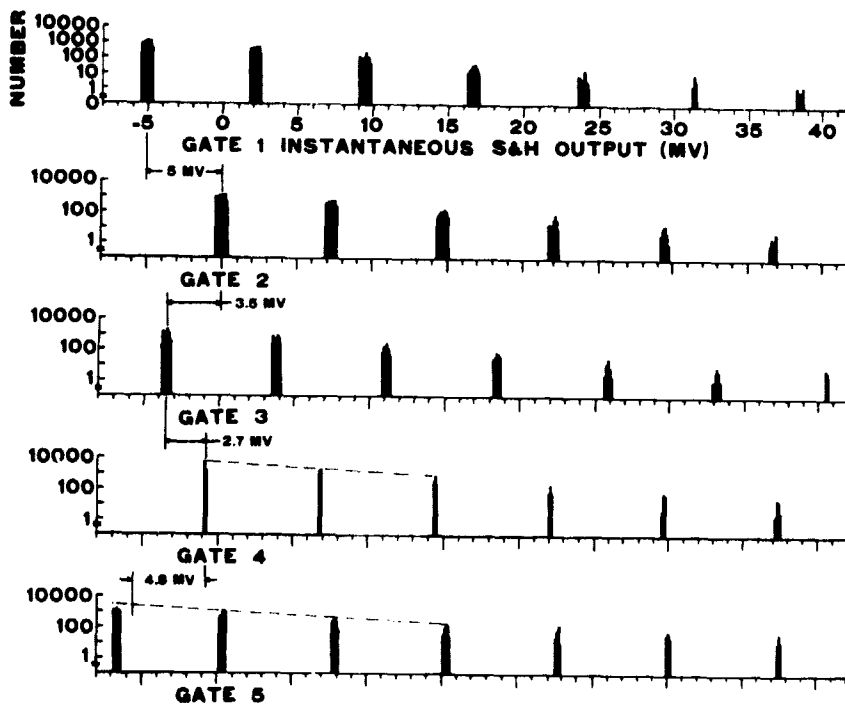 NUMBER
10000
1000
100
10
1
0
-5 0 5 10 15 20 25 30 35 40
GATE 1 INSTANTANEOUS S&H OUTPUT (MV)
5 MV
10000
100
1
GATE 2
3.5 MV
10000
100
1
GATE 3
2.7 MV
10000
100
1
GATE 4
4.8 MV
10000
100
1
GATE 5